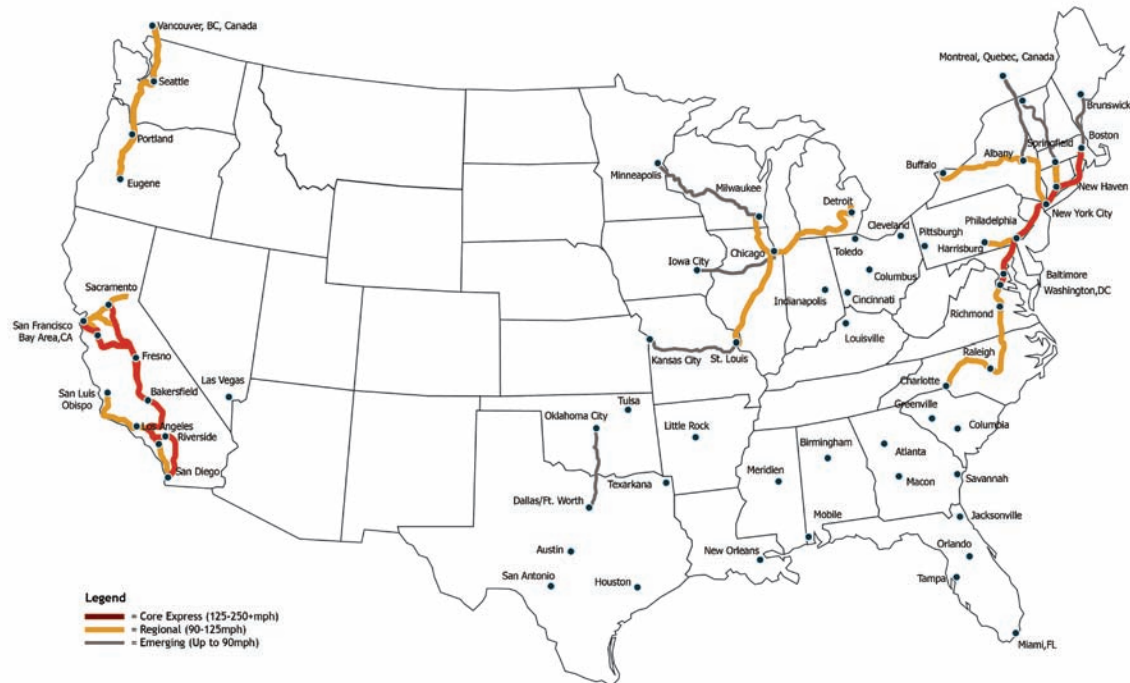 Vancouver, BC, Canada
Seattle
Portland
Eugene
Montreal, Quebec, Canada
Brunswick
Boston
Springfield
Albany
Buffalo
New Haven
New York City
Minneapolis
Milwaukee
Detroit
Cleveland
Pittsburgh
Philadelphia
Harrisburg
Chicago
Toledo
Iowa City
Columbus
Baltimore
Washington,DC
Indianapolis
Cincinnati
Sacramento
San Francisco
Bay Area,CA
Fresno
Richmond
Louisville
Kansas City
St. Louis
Raleigh
Las Vegas
Bakersfield
San Luis
Obispo
Charlotte
Tulsa
Oklahoma City
Greenville
Los Angeles
Riverside
Little Rock
Columbia
Birmingham
Atlanta
San Diego
Meridien
Texarkana
Macon
Savannah
Dallas/Ft. Worth
Mobile
Jacksonville
Austin
New Orleans
Orlando
San Antonio
Houston
Tampa
Legend
= Core Express (125-250+mph)
= Regional (90-125mph)
= Emerging (Up to 90mph)
Miami,FL